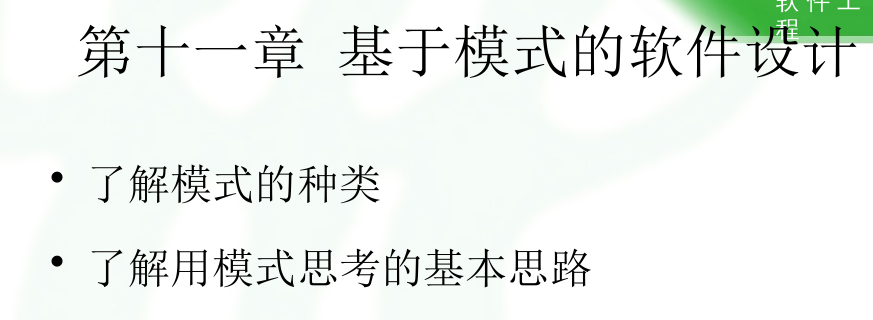 软件工
程
第十一章 基于模式的软件设计
• 了解模式的种类
• 了解用模式思考的基本思路